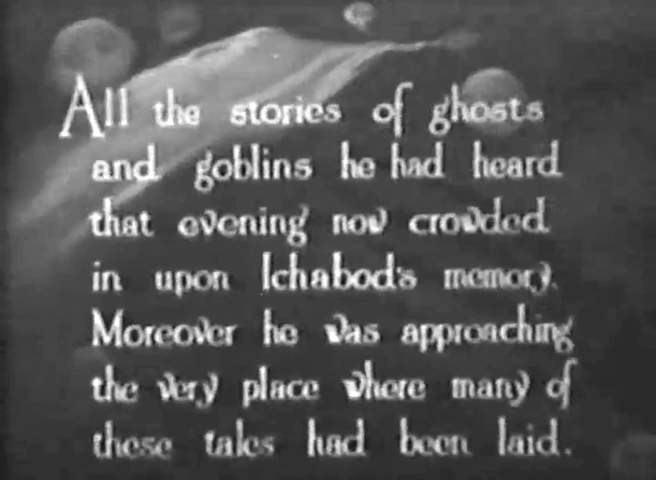 All the stories of ghosts
and goblins he had heard
that evening now crowded
in upon Ichabod's memory.
Moreover he was approaching
the very place where many of
these tales had been laid.